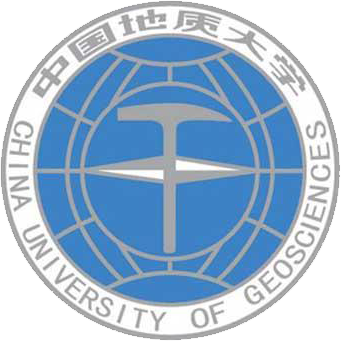 中国地质大学
CHINA UNIVERSITY OF GEOSCIENCES